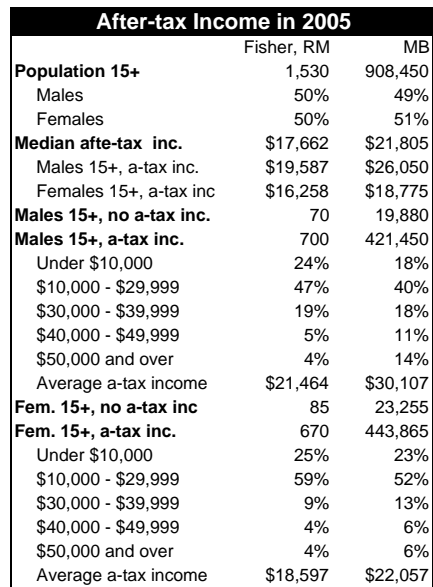 After-tax Income in 2005
Fisher, RM MB
Population 15+ 1,530 908,450
Males 50% 49%
Females 50% 51%
Median afte-tax inc. $17,662 $21,805
Males 15+, a-tax inc. $19,587 $26,050
Females 15+, a-tax inc $16,258 $18,775
Males 15+, no a-tax inc. 70 19,880
Males 15+, a-tax inc. 700 421,450
Under $10,000 24% 18%
$10,000 - $29,999 47% 40%
$30,000 - $39,999 19% 18%
$40,000 - $49,999 5% 11%
$50,000 and over 4% 14%
Average a-tax income $21,464 $30,107
Fem. 15+, no a-tax inc 85 23,255
Fem. 15+, a-tax inc. 670 443,865
Under $10,000 25% 23%
$10,000 - $29,999 59% 52%
$30,000 - $39,999 9% 13%
$40,000 - $49,999 4% 6%
$50,000 and over 4% 6%
Average a-tax income $18,597 $22,057